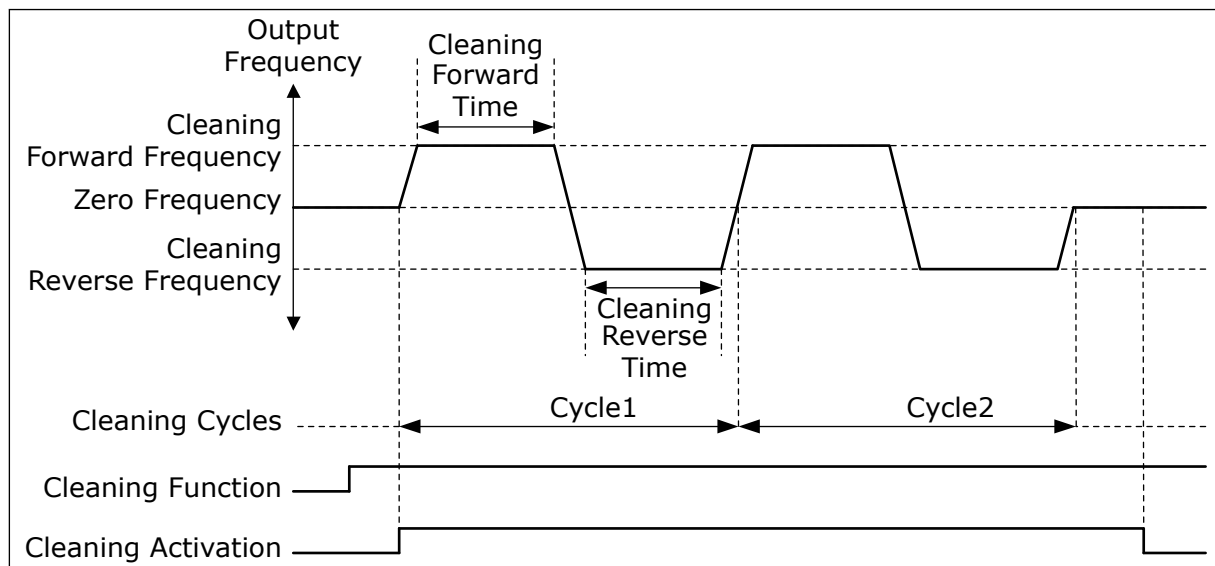 Output
Frequency
Cleaning
Forward
Time
Cleaning
Forward Frequency
Zero Frequency
Cleaning
Reverse Frequency
Cleaning
Reverse
Time
Cleaning Cycles
Cycle1
Cycle2
Cleaning Function
Cleaning Activation